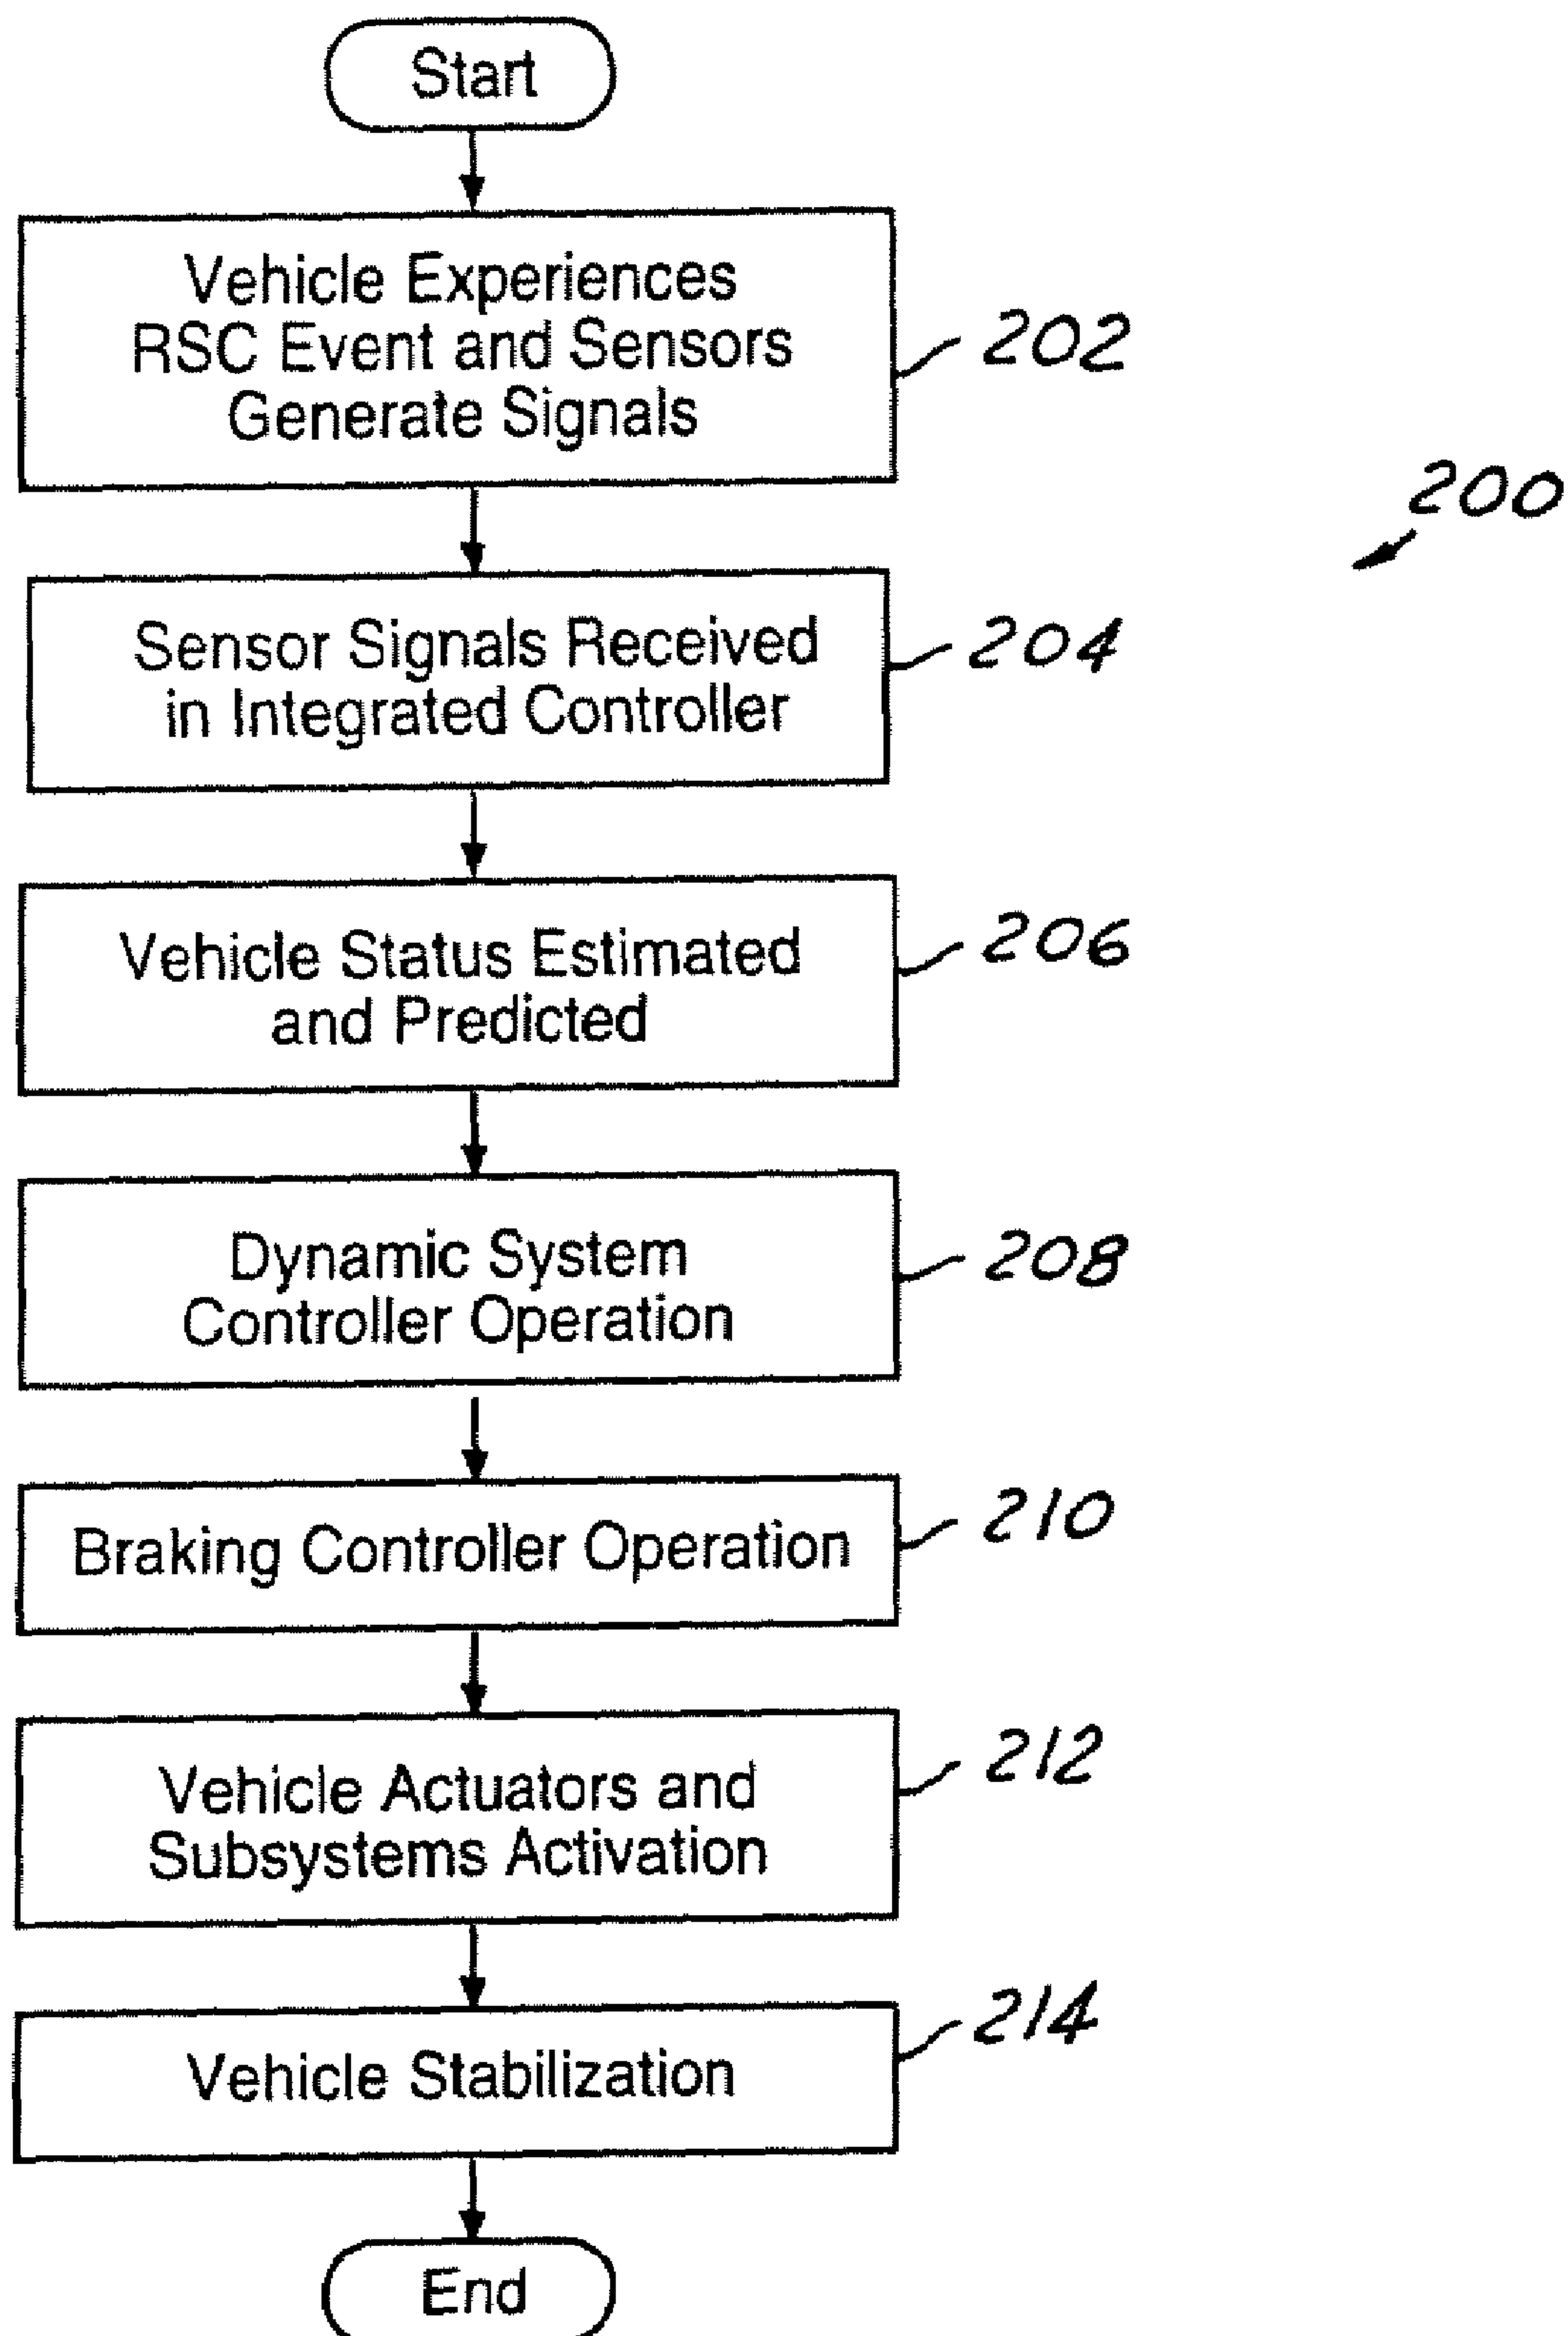 Start
Vehicle Experiences
RSC Event and Sensors
Generate Signals
202
200
Sensor Signals Received
in Integrated Controller
204
Vehicle Status Estimated
and Predicted
206
Dynamic System
Controller Operation
208
Braking Controller Operation
210
Vehicle Actuators and
Subsystems Activation
212
Vehicle Stabilization
214
End